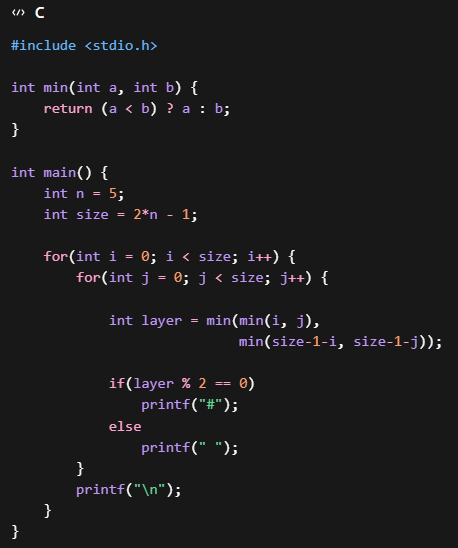 </> C
#include <stdio.h>
int min(int a, int b) {
    return (a < b) ? a : b;
}
int main() {
    int n = 5;
    int size = 2*n - 1;
    for(int i = 0; i < size; i++) {
        for(int j = 0; j < size; j++) {
            int layer = min(min(i, j),
                            min(size-1-i, size-1-j));
            if(layer % 2 == 0)
                printf("#");
            else
                printf(" ");
        }
        printf("\n");
    }
}